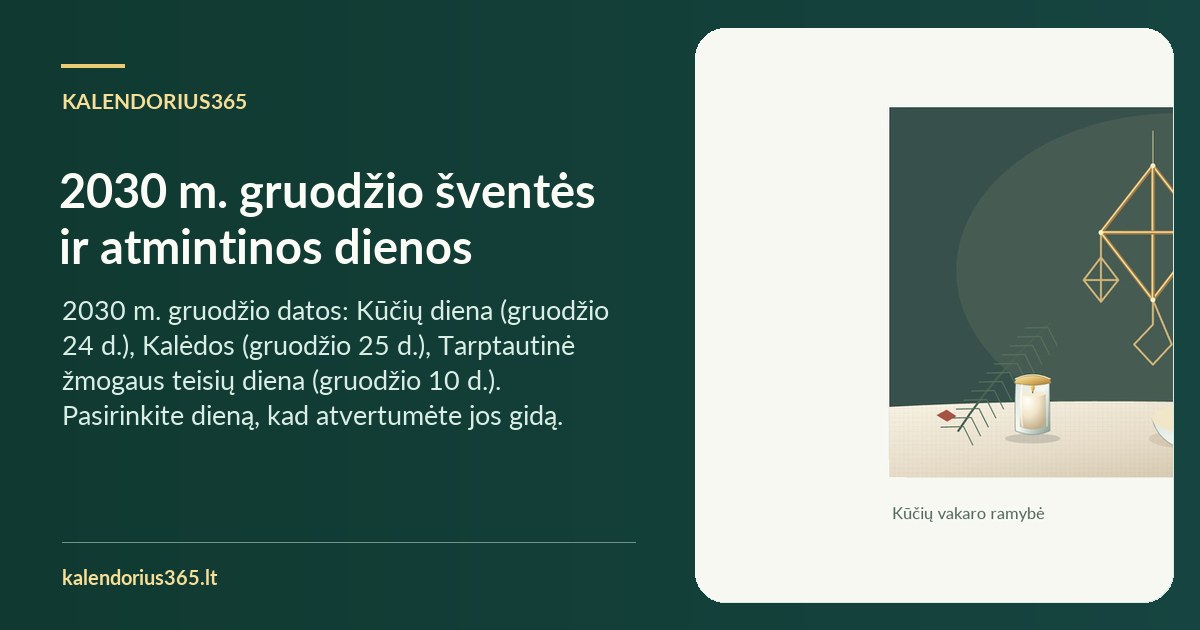 KALENDORIUS365
2030 m. gruodžio šventės
ir atmintinos dienos
2030 m. gruodžio datos: Kūčių diena (gruodžio
24 d.), Kalėdos (gruodžio 25 d.), Tarptautinė
žmogaus teisių diena (gruodžio 10 d.).
Pasirinkite dieną, kad atvertumėte jos gidą.
kalendorius365.lt
Kūčių vakaro ramybė